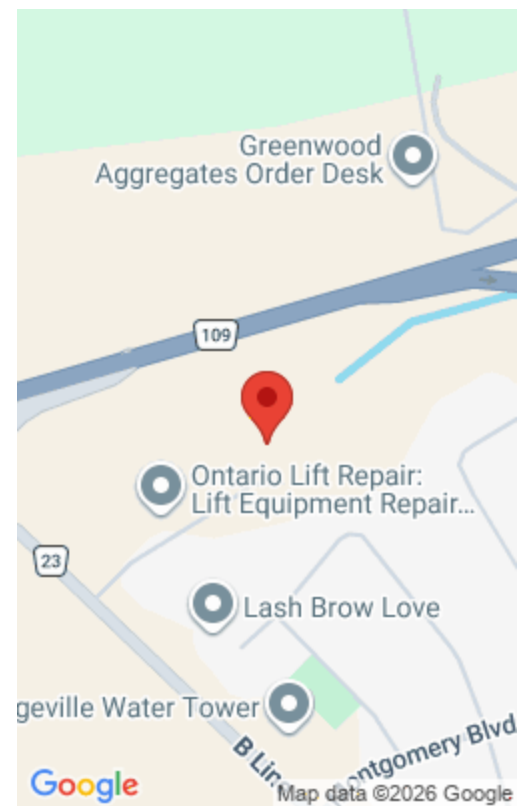 Greenwood
Aggregates Order Desk
109
Ontario Lift Repair:
Lift Equipment Repair...
23
Lash Brow Love
geville Water Tower
B Lin
ontgomery Blvd
Google
Map data ©2026 Google